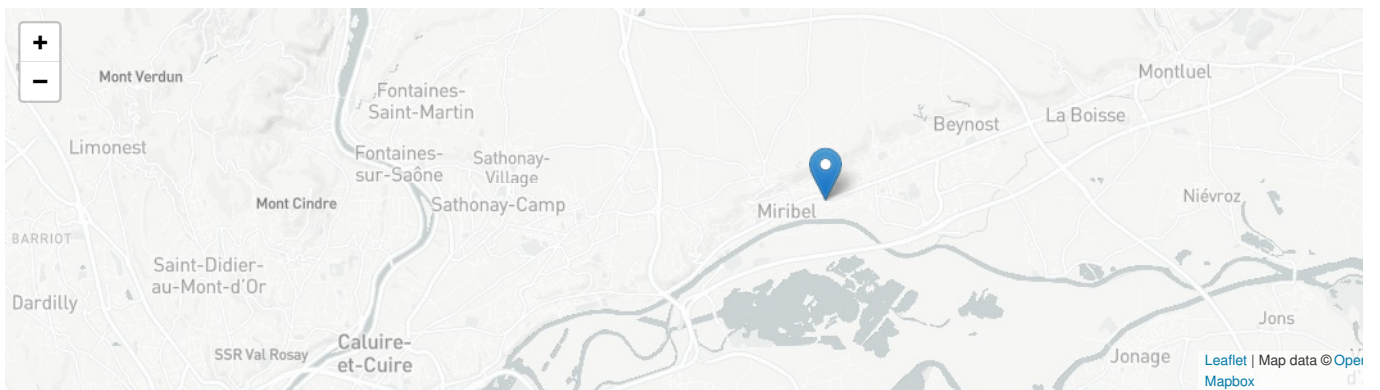 +
−
Mont Verdun
Limonest
Fontaines-
Saint-Martin
Fontaines-
sur-Saône
Sathonay-
Village
Sathonay-Camp
Mont Cindre
BARRIOT
Saint-Didier-
au-Mont-d'Or
Dardilly
SSR Val Rosay
Caluire-
et-Cuire
Miribel
Beynost
La Boisse
Montluel
Niévroz
Jons
Jonage
Leaflet | Map data © Open
Mapbox